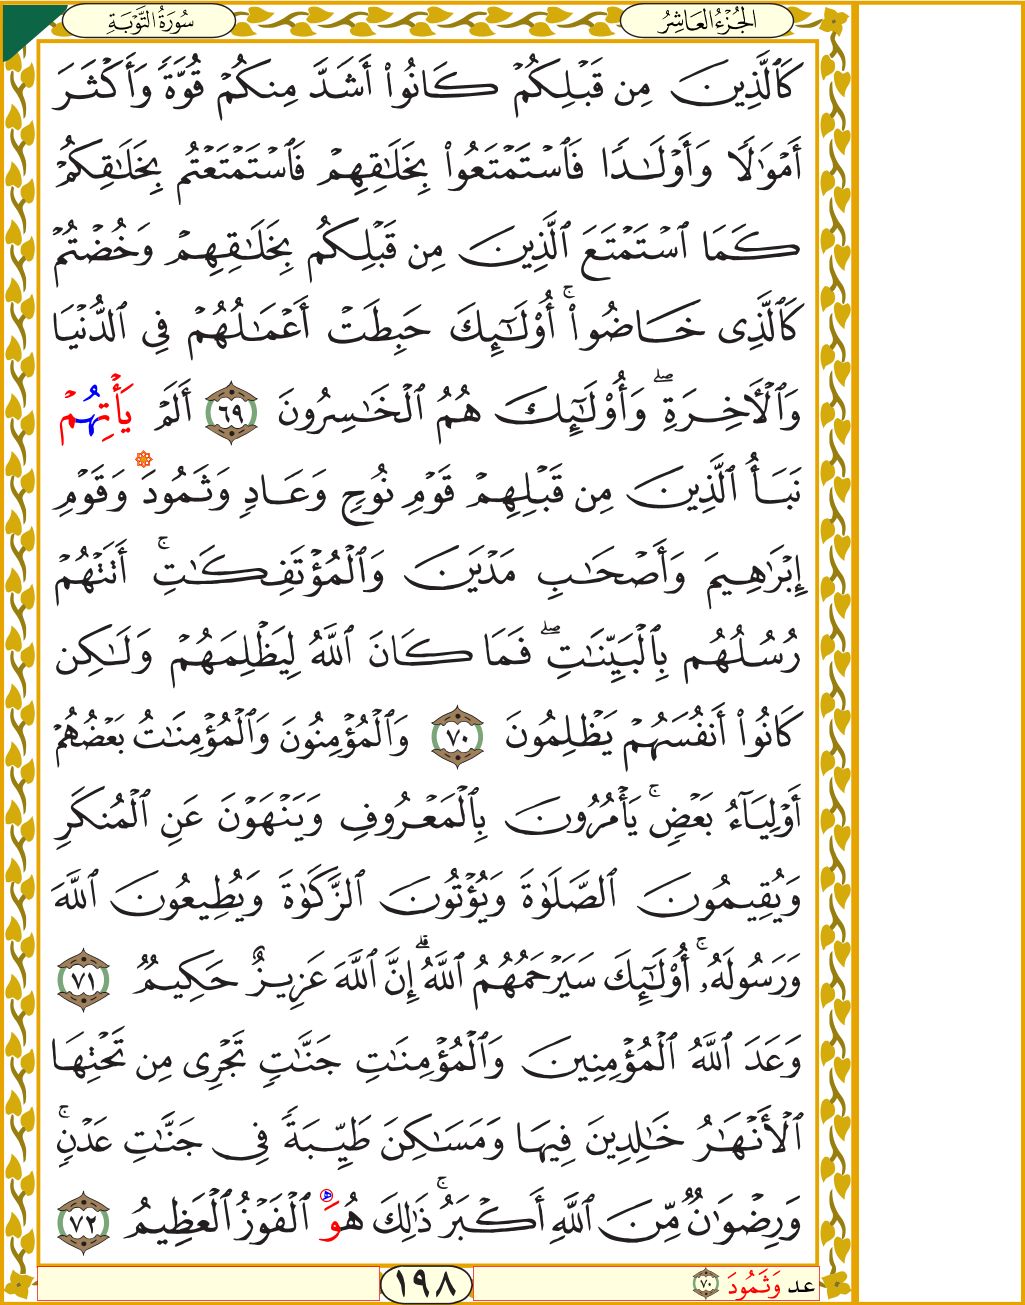 الجُزْءُ العَاشِرُ
سُورَةُ التَّوْبَةِ
كَٱلَّذِينَ مِن قَبْلِكُمْ كَانُوا۟ أَشَدَّ مِنكُمْ قُوَّةً وَأَكْثَرَ
أَمْوَٰلًا وَأَوْلَـٰدًا فَٱسْتَمْتَعُوا۟ بِخَلَـٰقِهِمْ فَٱسْتَمْتَعْتُم بِخَلَـٰقِكُمْ
كَمَا ٱسْتَمْتَعَ ٱلَّذِينَ مِن قَبْلِكُم بِخَلَـٰقِهِمْ وَخُضْتُمْ
كَٱلَّذِى خَاضُوٓا۟ ۚ أُو۟لَـٰٓئِكَ حَبِطَتْ أَعْمَـٰلُهُمْ فِى ٱلدُّنْيَا
وَٱلْـَٔاخِرَةِ ۖ وَأُو۟لَـٰٓئِكَ هُمُ ٱلْخَـٰسِرُونَ ٦٩ أَلَمْ يَأْتِهُمْ
نَبَأُ ٱلَّذِينَ مِن قَبْلِهِمْ قَوْمِ نُوحٍ وَعَادٍ وَثَمُودَ وَقَوْمِ
إِبْرَٰهِيمَ وَأَصْحَـٰبِ مَدْيَنَ وَٱلْمُؤْتَفِكَـٰتِ ۚ أَتَتْهُمْ
رُسُلُهُم بِٱلْبَيِّنَـٰتِ ۖ فَمَا كَانَ ٱللَّهُ لِيَظْلِمَهُمْ وَلَـٰكِن
كَانُوٓا۟ أَنفُسَهُمْ يَظْلِمُونَ ٧٠ وَٱلْمُؤْمِنُونَ وَٱلْمُؤْمِنَـٰتُ بَعْضُهُمْ
أَوْلِيَآءُ بَعْضٍ ۚ يَأْمُرُونَ بِٱلْمَعْرُوفِ وَيَنْهَوْنَ عَنِ ٱلْمُنكَرِ
وَيُقِيمُونَ ٱلصَّلَوٰةَ وَيُؤْتُونَ ٱلزَّكَوٰةَ وَيُطِيعُونَ ٱللَّهَ
وَرَسُولَهُۥٓ ۚ أُو۟لَـٰٓئِكَ سَيَرْحَمُهُمُ ٱللَّهُ ۗ إِنَّ ٱللَّهَ عَزِيزٌ حَكِيمٌ ٧١
وَعَدَ ٱللَّهُ ٱلْمُؤْمِنِينَ وَٱلْمُؤْمِنَـٰتِ جَنَّـٰتٍ تَجْرِى مِن تَحْتِهَا
ٱلْأَنْهَـٰرُ خَـٰلِدِينَ فِيهَا وَمَسَـٰكِنَ طَيِّبَةً فِى جَنَّـٰتِ عَدْنٍ ۚ
وَرِضْوَٰنٌ مِّنَ ٱللَّهِ أَكْبَرُ ۚ ذَٰلِكَ هُوَ ٱلْفَوْزُ ٱلْعَظِيمُ ٧٢
عد وَثَمُودَ ٧٠
١٩٨